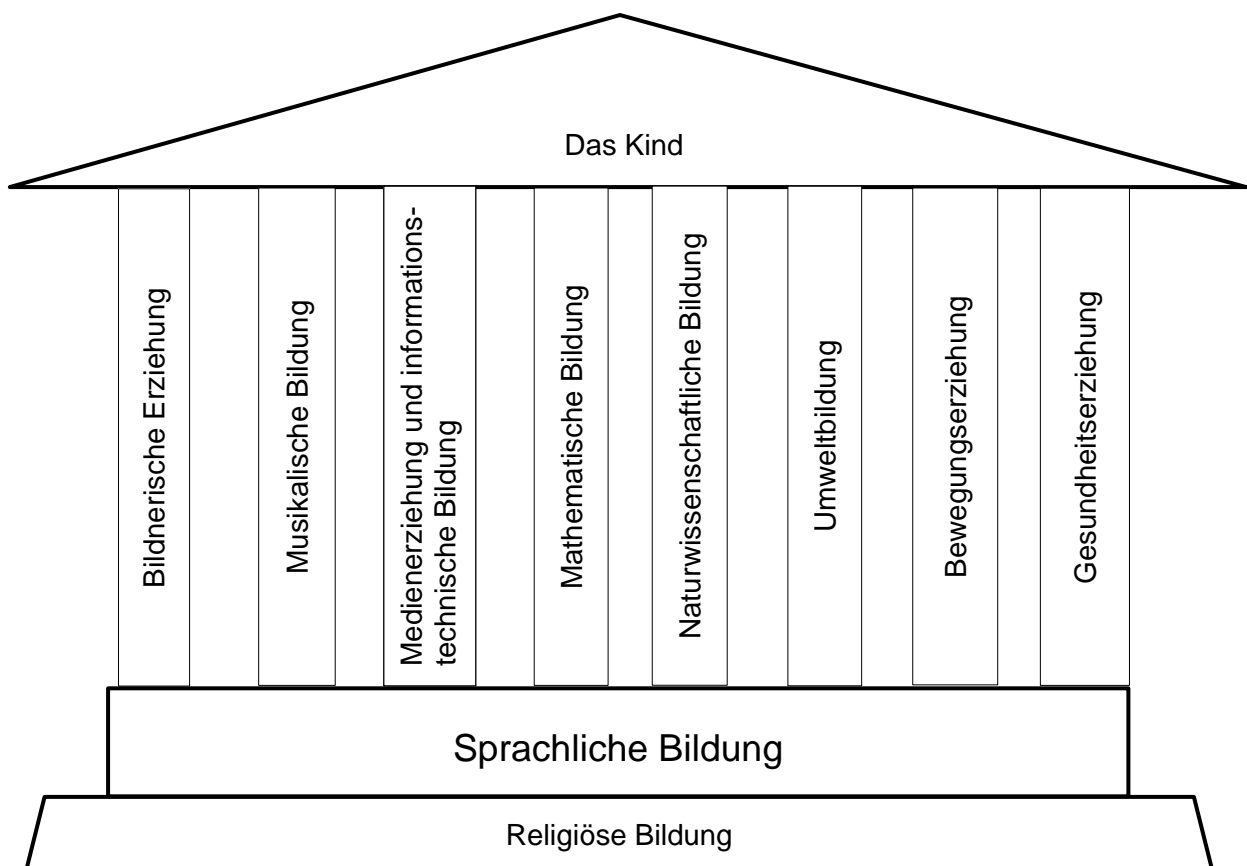 Das Kind
Bildnerische Erziehung
Musikalische Bildung
Medienerziehung und informations-
technische Bildung
Mathematische Bildung
Naturwissenschaftliche Bildung
Umweltbildung
Bewegungserziehung
Gesundheitserziehung
Sprachliche Bildung
Religiöse Bildung